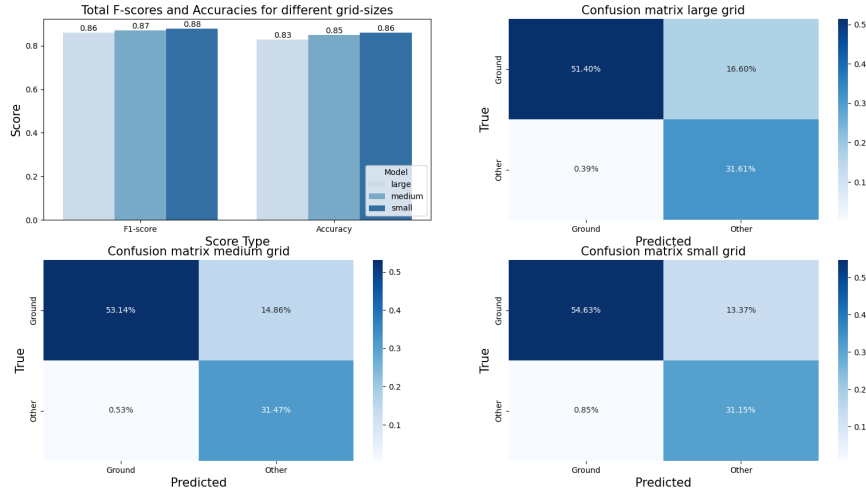 Total F-scores and Accuracies for different grid-sizes
0.86
0.87
0.88
0.83
0.85
0.86
0.8
0.6
0.4
0.2
0.0
Score
Model
large
medium
small
F1-score
Accuracy
Score Type
Confusion matrix large grid
Ground
Other
True
51.40%
16.60%
0.39%
31.61%
Ground
Other
Predicted
0.5
0.4
0.3
0.2
0.1
Confusion matrix medium grid
Ground
Other
True
53.14%
14.86%
0.53%
31.47%
Ground
Other
Predicted
0.5
0.4
0.3
0.2
0.1
Confusion matrix small grid
Ground
Other
True
54.63%
13.37%
0.85%
31.15%
Ground
Other
Predicted
0.5
0.4
0.3
0.2
0.1